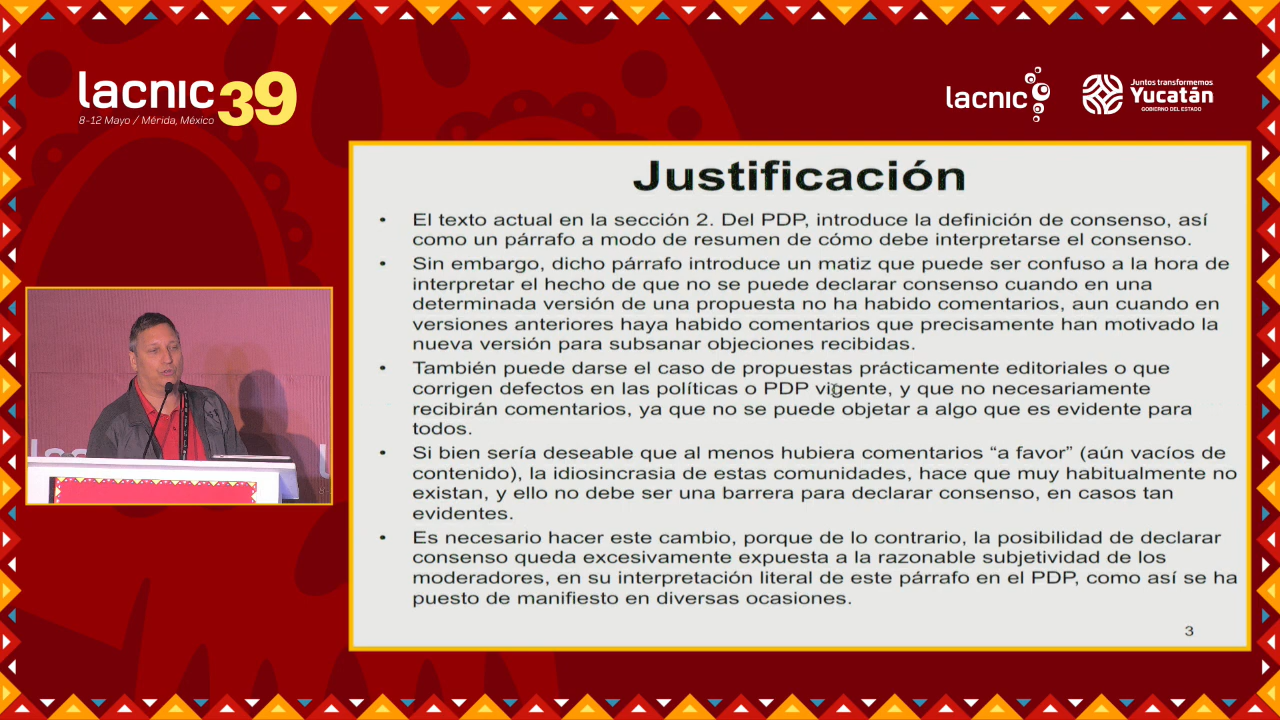 lacnic 39
8-12 Mayo / Mérida, México
lacnic
Juntos transformemos
Yucatán
GOBIERNO DEL ESTADO
Justificación
• El texto actual en la sección 2. Del PDP, introduce la definición de consenso, así
como un párrafo a modo de resumen de cómo debe interpretarse el consenso.
• Sin embargo, dicho párrafo introduce un matiz que puede ser confuso a la hora de
interpretar el hecho de que no se puede declarar consenso cuando en una
determinada versión de una propuesta no ha habido comentarios, aun cuando en
versiones anteriores haya habido comentarios que precisamente han motivado la
nueva versión para subsanar objeciones recibidas.
• También puede darse el caso de propuestas prácticamente editoriales o que
corrigen defectos en las políticas o PDP vigente, y que no necesariamente
recibirán comentarios, ya que no se puede objetar a algo que es evidente para
todos.
• Si bien sería deseable que al menos hubiera comentarios “a favor” (aún vacíos de
contenido), la idiosincrasia de estas comunidades, hace que muy habitualmente no
existan, y ello no debe ser una barrera para declarar consenso, en casos tan
evidentes.
• Es necesario hacer este cambio, porque de lo contrario, la posibilidad de declarar
consenso queda excesivamente expuesta a la razonable subjetividad de los
moderadores, en su interpretación literal de este párrafo en el PDP, como así se ha
puesto de manifiesto en diversas ocasiones.
3